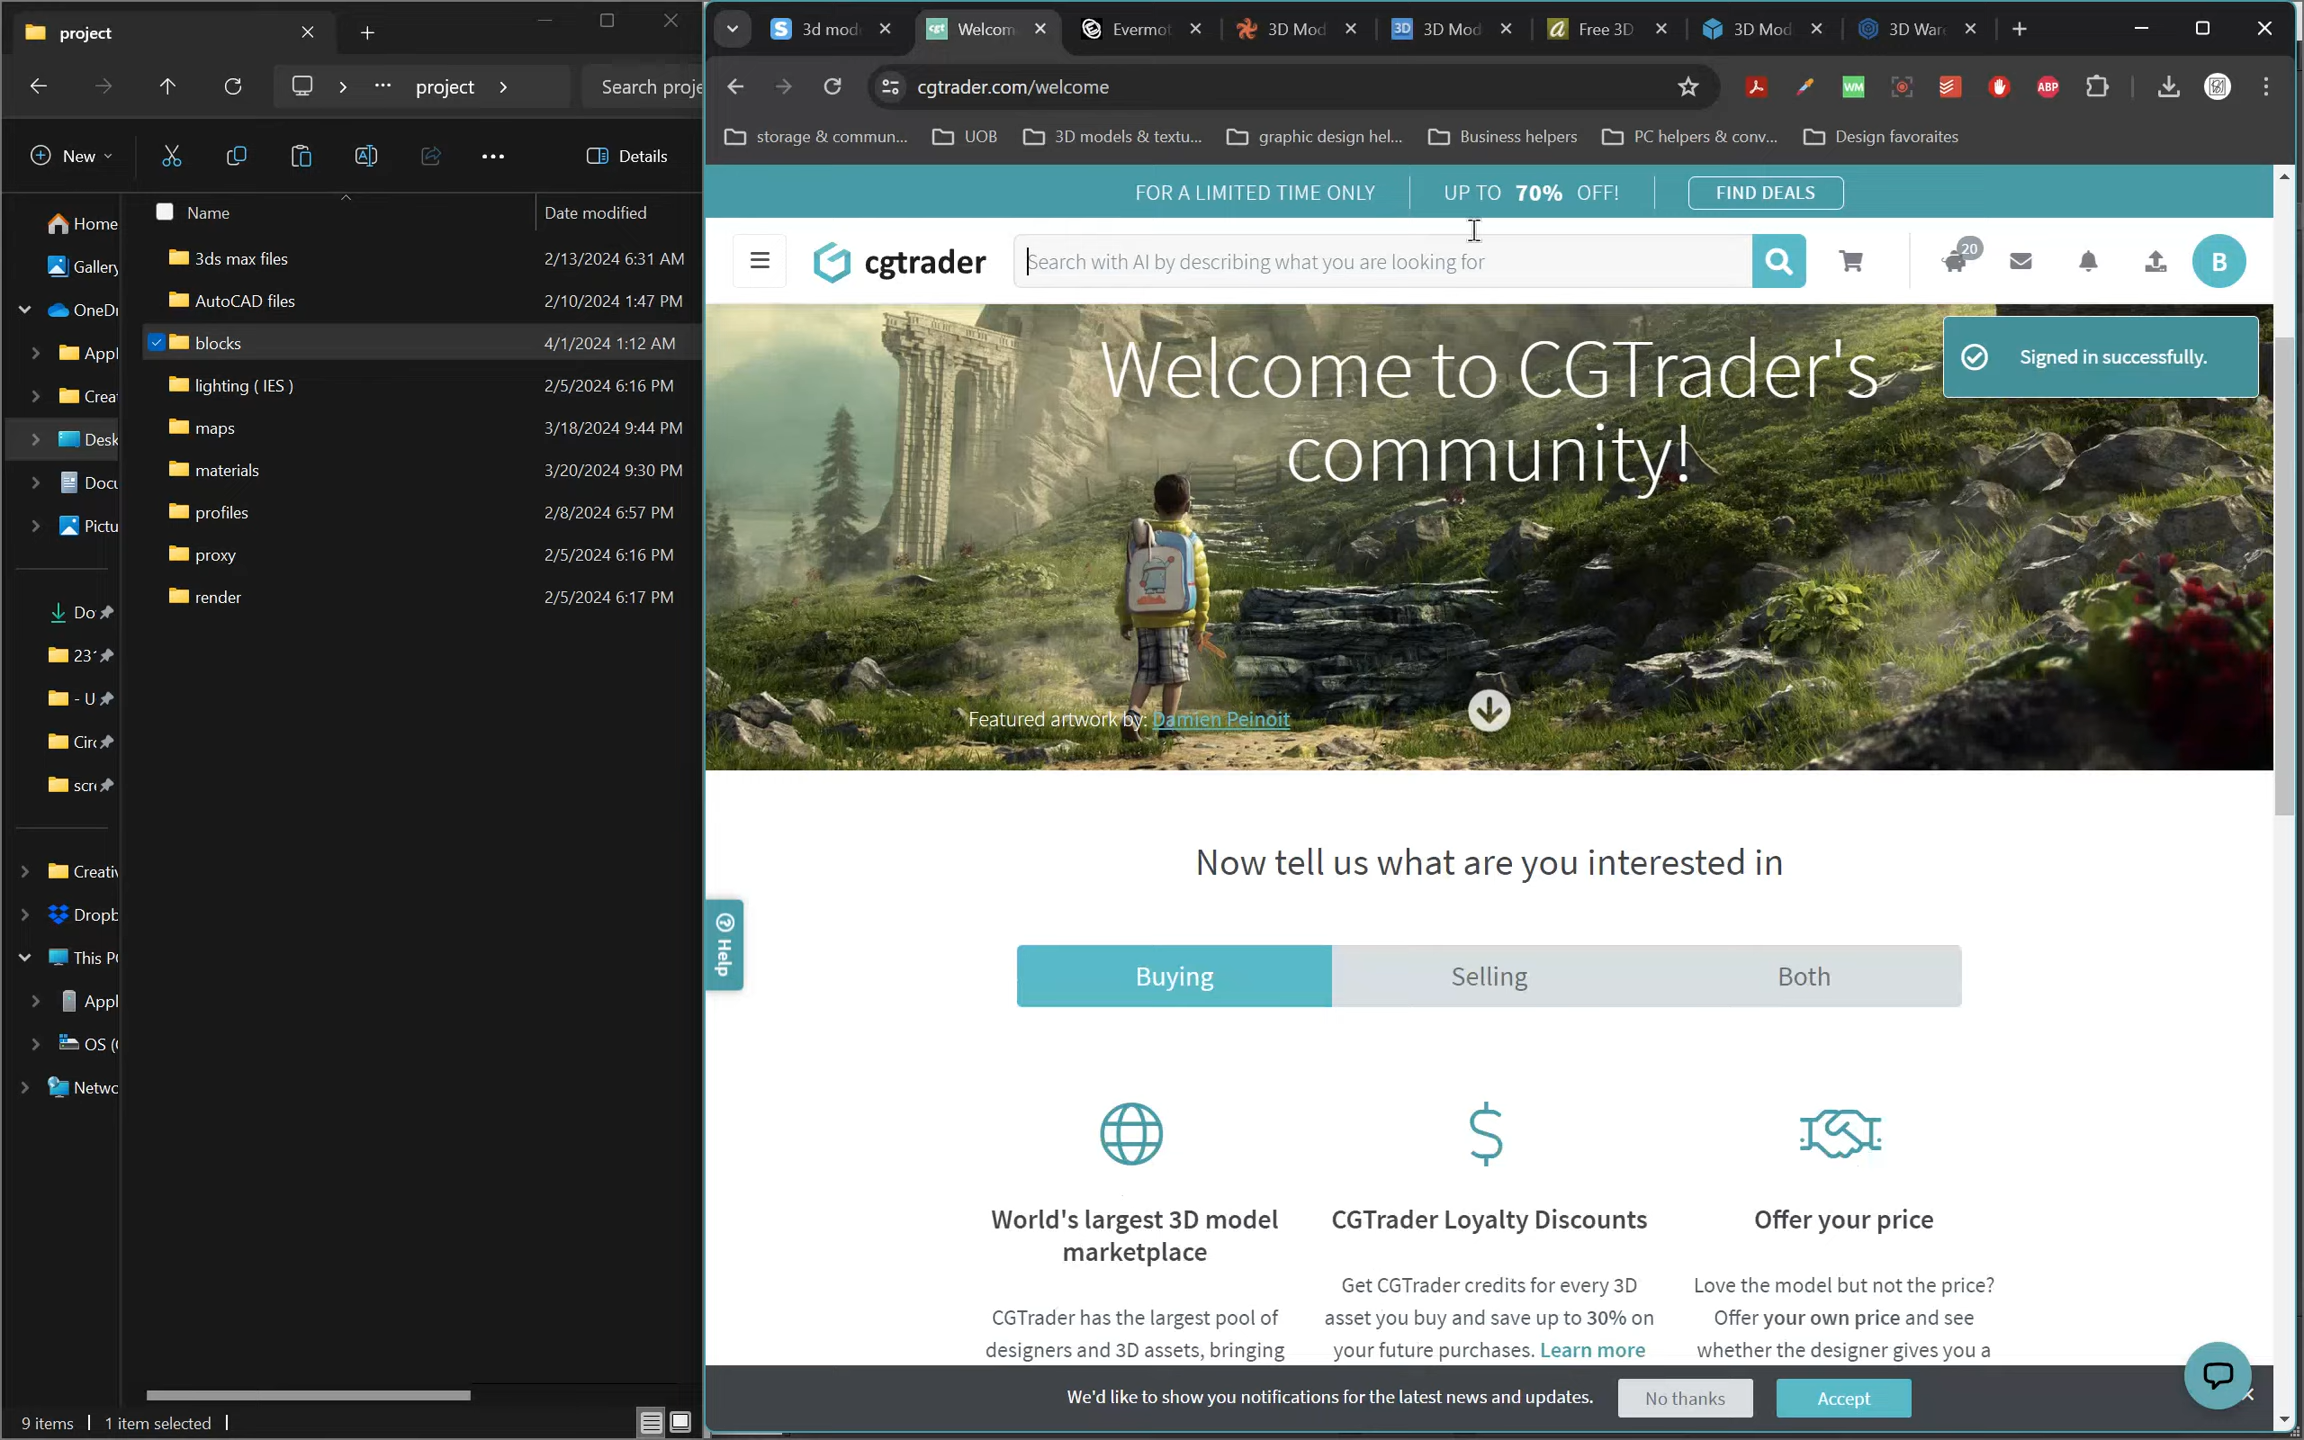 project
project
Search proje
New
Details
Name
Date modified
Home
Gallery
OneDr
Appl
Creat
Desk
Docu
Pictu
Do
23
- U
Circ
scre
Creativ
Dropb
This PC
Appl
OS (
Netwo
3ds max files 2/13/2024 6:31 AM
AutoCAD files 2/10/2024 1:47 PM
blocks 4/1/2024 1:12 AM
lighting ( IES ) 2/5/2024 6:16 PM
maps 3/18/2024 9:44 PM
materials 3/20/2024 9:30 PM
profiles 2/8/2024 6:57 PM
proxy 2/5/2024 6:16 PM
render 2/5/2024 6:17 PM
9 items 1 item selected
3d mod
Welcom
Evermot
3D Mod
3D Mod
Free 3D
3D Mod
3D War
cgtrader.com/welcome
WM
ABP
storage & commun...
UOB
3D models & textu...
graphic design hel...
Business helpers
PC helpers & conv...
Design favoraites
FOR A LIMITED TIME ONLY UP TO 70% OFF! FIND DEALS
cgtrader
Search with AI by describing what you are looking for
20
B
Signed in successfully.
Welcome to CGTrader's
community!
Featured artwork by: Damien Peinoit
Now tell us what are you interested in
Help
Buying Selling Both
World's largest 3D model
marketplace
CGTrader has the largest pool of
designers and 3D assets, bringing
CGTrader Loyalty Discounts
Get CGTrader credits for every 3D
asset you buy and save up to 30% on
your future purchases. Learn more
Offer your price
Love the model but not the price?
Offer your own price and see
whether the designer gives you a
We'd like to show you notifications for the latest news and updates.
No thanks
Accept